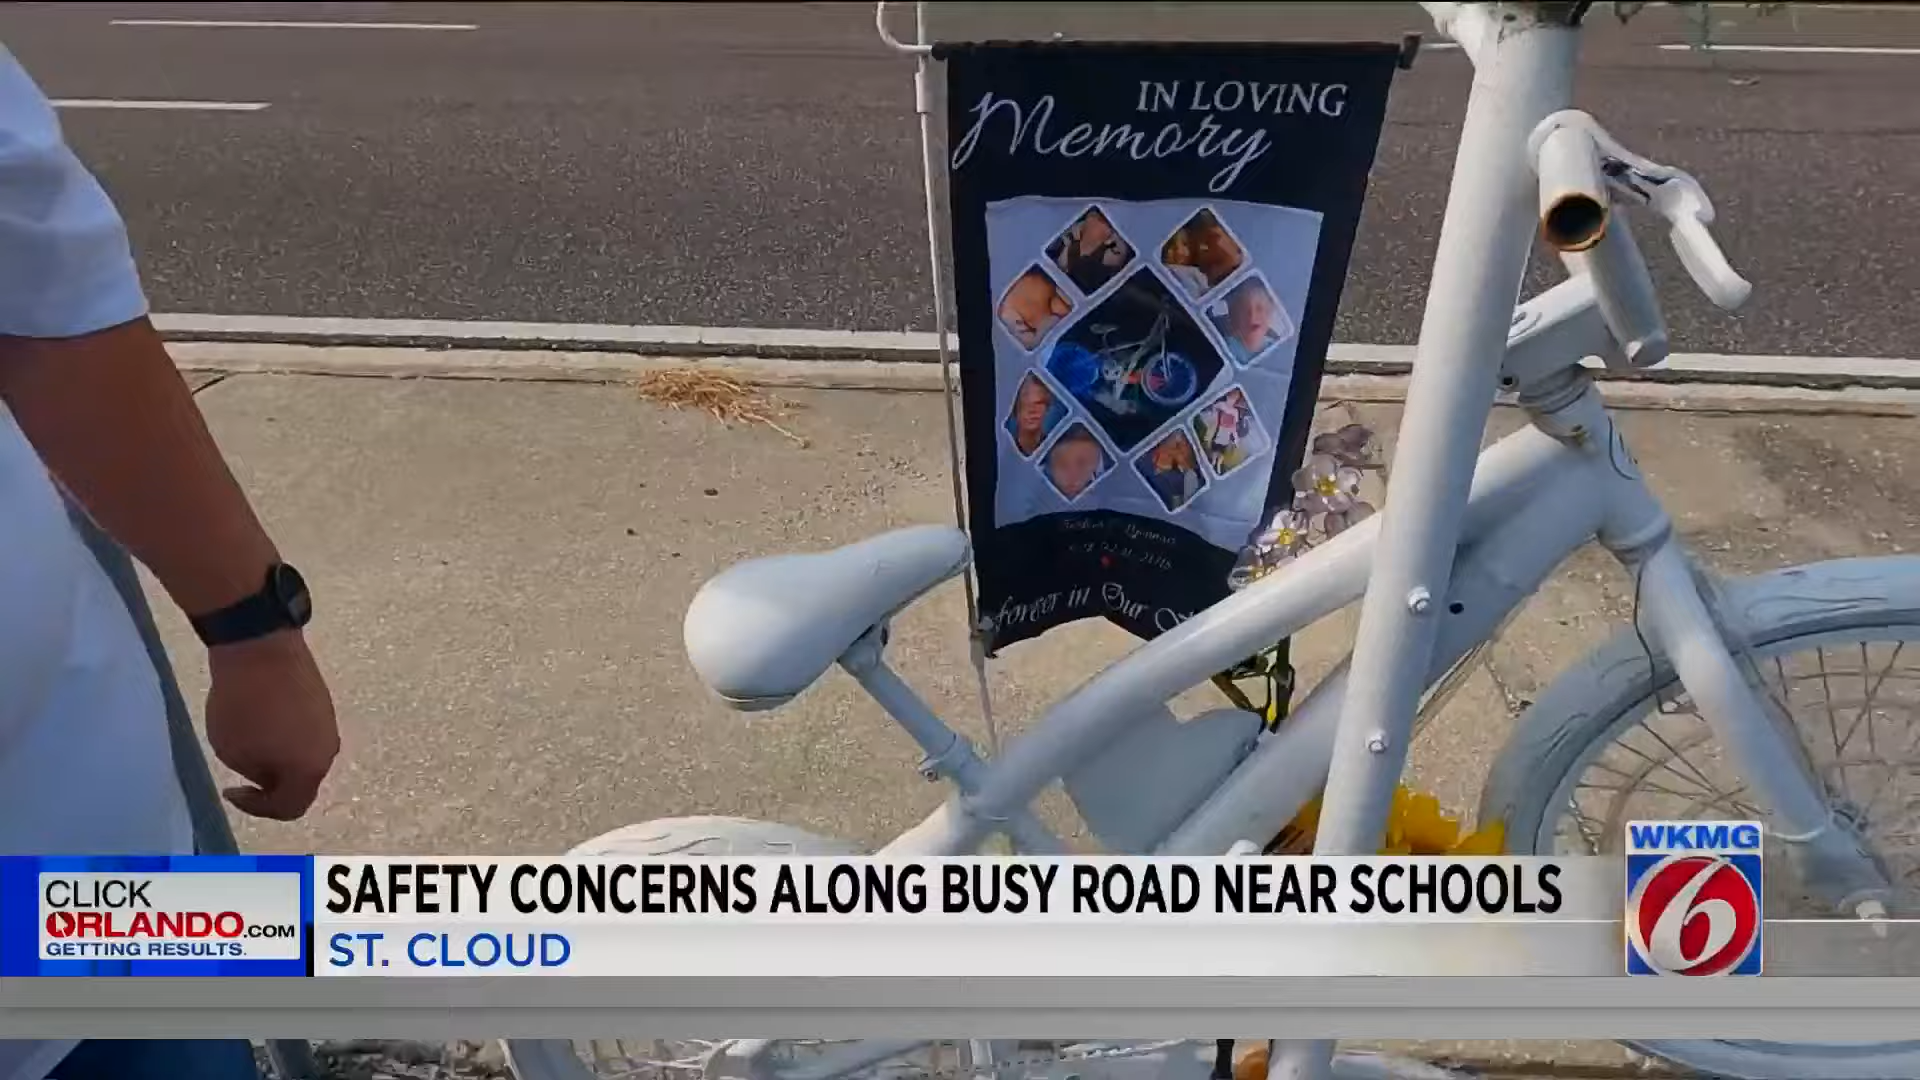 IN LOVING
Memory
forever in Our
SAFETY CONCERNS ALONG BUSY ROAD NEAR SCHOOLS
ST. CLOUD
CLICK
ORLANDO.COM
GETTING RESULTS.
WKMG
6